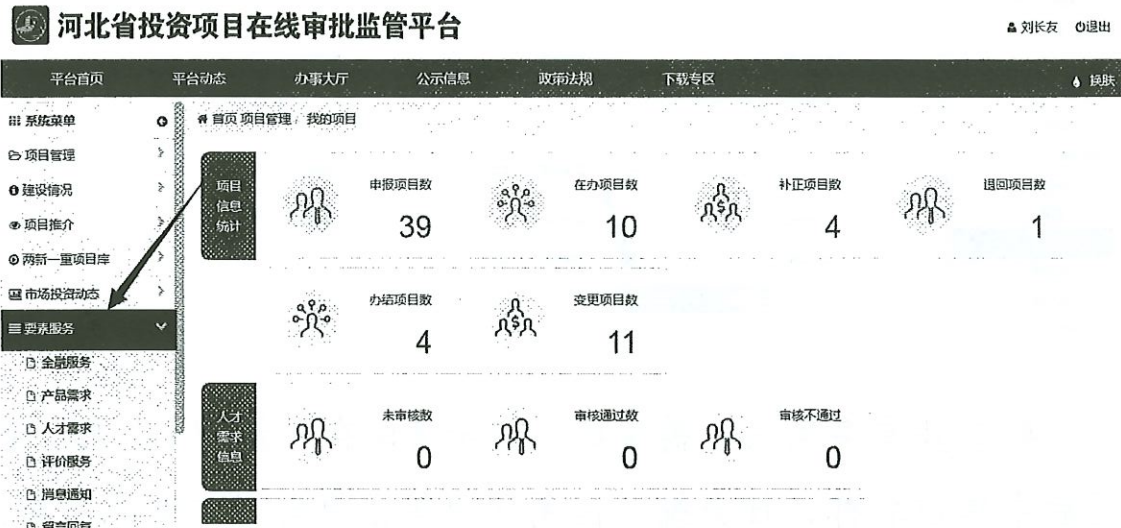 河北省投资项目在线审批监管平台
刘长友 退出
平台首页 平台动态 办事大厅 公示信息 政策法规 下载专区 换肤
系统菜单
首页 项目管理 / 我的项目
项目管理
建设情况
项目推介
两新一重项目库
市场投资动态
要素服务
金融服务
产品需求
人才需求
评价服务
消息通知
留言回复
项目
信息
统计
申报项目数 在办项目数 补正项目数 退回项目数
39 10 4 1
办结项目数 变更项目数
4 11
人才
需求
信息
未审核数 审核通过数 审核不通过
0 0 0